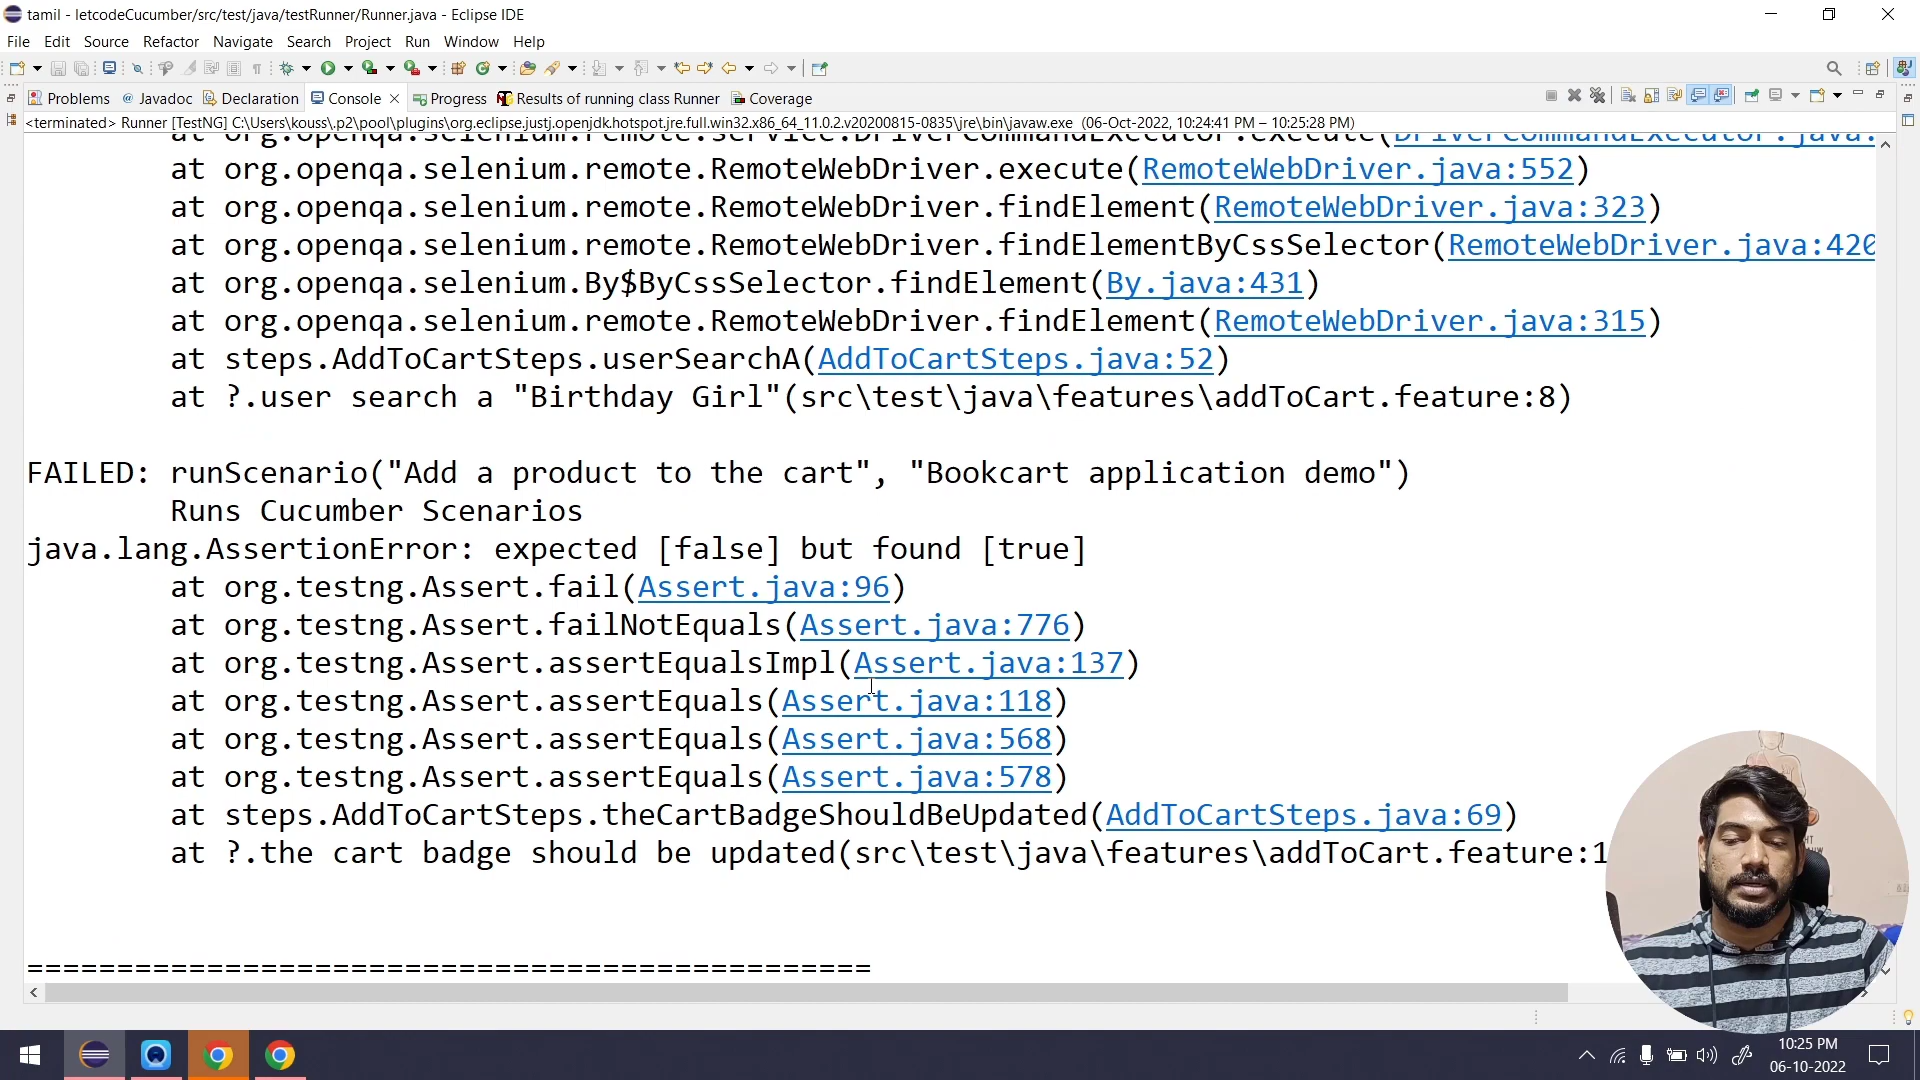 tamil - letcodeCucumber/src/test/java/testRunner/Runner.java - Eclipse IDE
File Edit Source Refactor Navigate Search Project Run Window Help
Problems @ Javadoc Declaration Console Progress Results of running class Runner Coverage
<terminated> Runner [TestNG] C:\Users\kouss\.p2\pool\plugins\org.eclipse.justj.openjdk.hotspot.jre.full.win32.x86_64_11.0.2.v20200815-0835\jre\bin\javaw.exe (06-Oct-2022, 10:24:41 PM – 10:25:28 PM)
at org.openqa.selenium.remote.service.DriverCommandExecutor.execute(DriverCommandExecutor.java:
at org.openqa.selenium.remote.RemoteWebDriver.execute(RemoteWebDriver.java:552)
at org.openqa.selenium.remote.RemoteWebDriver.findElement(RemoteWebDriver.java:323)
at org.openqa.selenium.remote.RemoteWebDriver.findElementByCssSelector(RemoteWebDriver.java:420
at org.openqa.selenium.By$ByCssSelector.findElement(By.java:431)
at org.openqa.selenium.remote.RemoteWebDriver.findElement(RemoteWebDriver.java:315)
at steps.AddToCartSteps.userSearchA(AddToCartSteps.java:52)
at ?.user search a "Birthday Girl"(src\test\java\features\addToCart.feature:8)
FAILED: runScenario("Add a product to the cart", "Bookcart application demo")
Runs Cucumber Scenarios
java.lang.AssertionError: expected [false] but found [true]
at org.testng.Assert.fail(Assert.java:96)
at org.testng.Assert.failNotEquals(Assert.java:776)
at org.testng.Assert.assertEqualsImpl(Assert.java:137)
at org.testng.Assert.assertEquals(Assert.java:118)
at org.testng.Assert.assertEquals(Assert.java:568)
at org.testng.Assert.assertEquals(Assert.java:578)
at steps.AddToCartSteps.theCartBadgeShouldBeUpdated(AddToCartSteps.java:69)
at ?.the cart badge should be updated(src\test\java\features\addToCart.feature:1
===============================================
10:25 PM
06-10-2022